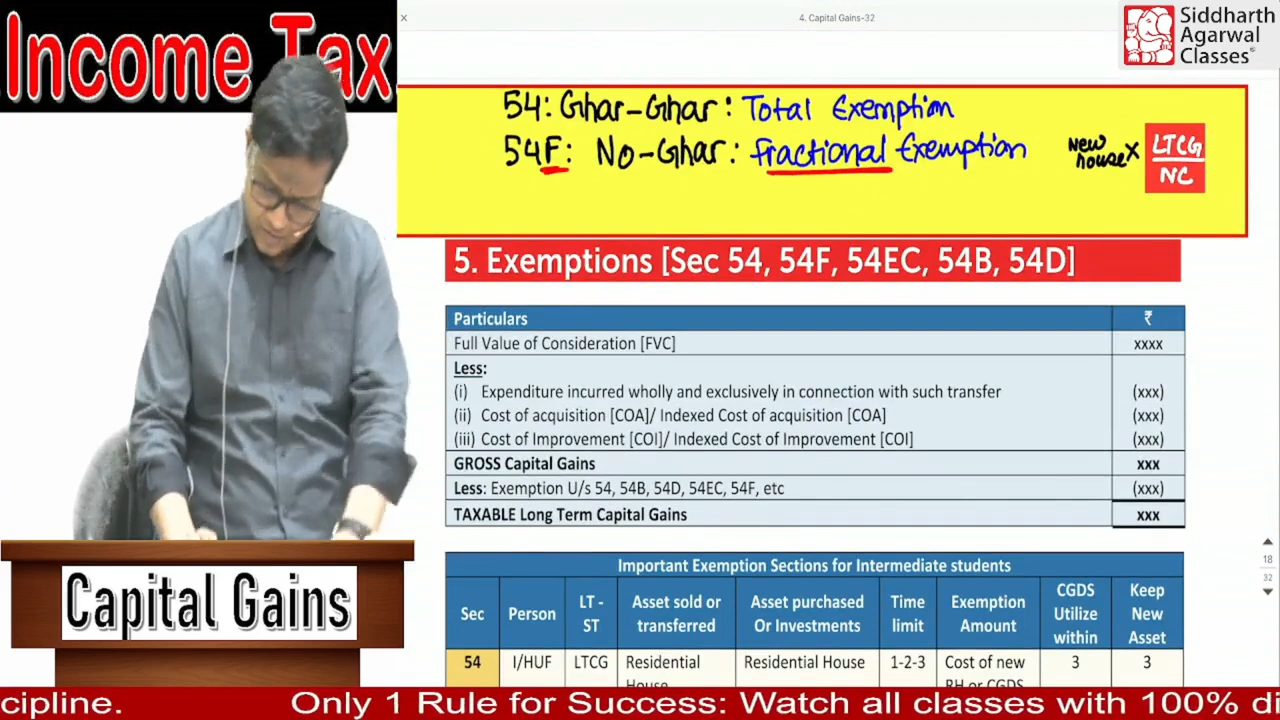 Income Tax
4. Capital Gains-32
Siddharth
Agarwal
Classes
54: Ghar-Ghar: Total Exemption
54F: No-Ghar: fractional Exemption
New house × LTCG
NC
5. Exemptions [Sec 54, 54F, 54EC, 54B, 54D]
Particulars ₹
Full Value of Consideration [FVC] xxxx
Less:
(i) Expenditure incurred wholly and exclusively in connection with such transfer (xxx)
(ii) Cost of acquisition [COA]/ Indexed Cost of acquisition [COA] (xxx)
(iii) Cost of Improvement [COI]/ Indexed Cost of Improvement [COI] (xxx)
GROSS Capital Gains xxx
Less: Exemption U/s 54, 54B, 54D, 54EC, 54F, etc (xxx)
TAXABLE Long Term Capital Gains xxx
18
32
Important Exemption Sections for Intermediate students
Sec Person LT - ST Asset sold or transferred Asset purchased Or Investments Time limit Exemption Amount CGDS Utilize within Keep New Asset
54 I/HUF LTCG Residential House Residential House 1-2-3 Cost of new RH or CGDS 3 3
Capital Gains
cipline. Only 1 Rule for Success: Watch all classes with 100% di